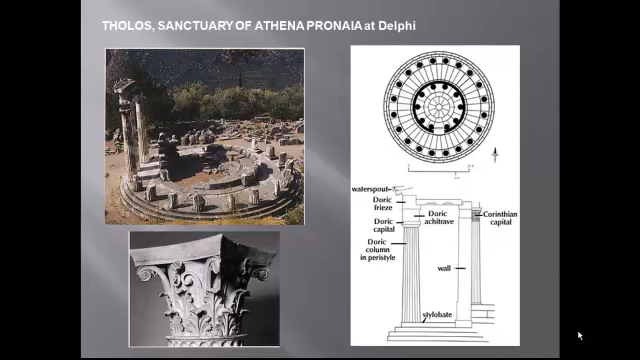 THOLOS, SANCTUARY OF ATHENA PRONAIA at Delphi
waterspout
Doric
frieze
Doric
achitrave
Corinthian
capital
Doric
capital
Doric
column
in peristyle
wall
stylobate